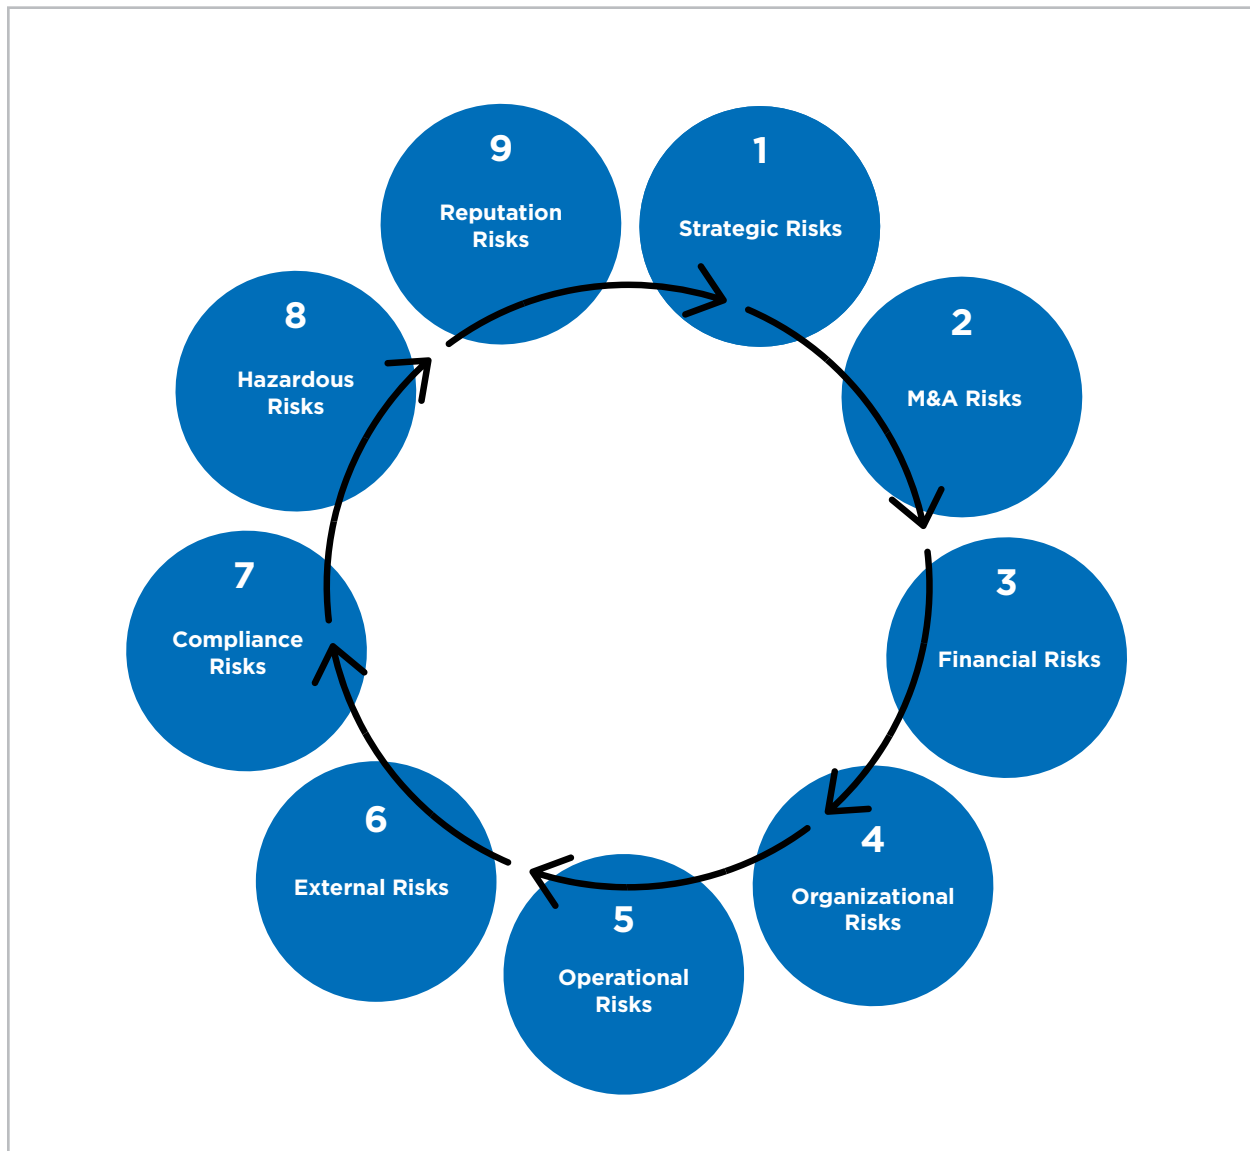 1
Strategic Risks
2
M&A Risks
3
Financial Risks
4
Organizational
Risks
5
Operational
Risks
6
External Risks
7
Compliance
Risks
8
Hazardous
Risks
9
Reputation
Risks